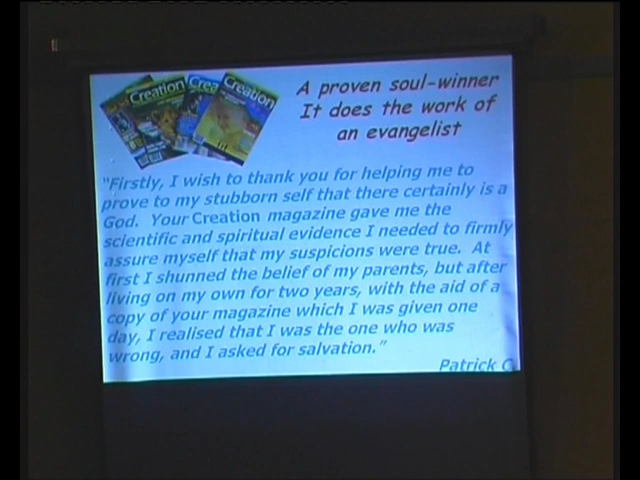 Creation
Crea
Creation
A proven soul-winner
It does the work of
an evangelist
"Firstly, I wish to thank you for helping me to
prove to my stubborn self that there certainly is a
God. Your Creation magazine gave me the
scientific and spiritual evidence I needed to firmly
assure myself that my suspicions were true. At
first I shunned the belief of my parents, but after
living on my own for two years, with the aid of a
copy of your magazine which I was given one
day, I realised that I was the one who was
wrong, and I asked for salvation."
Patrick C